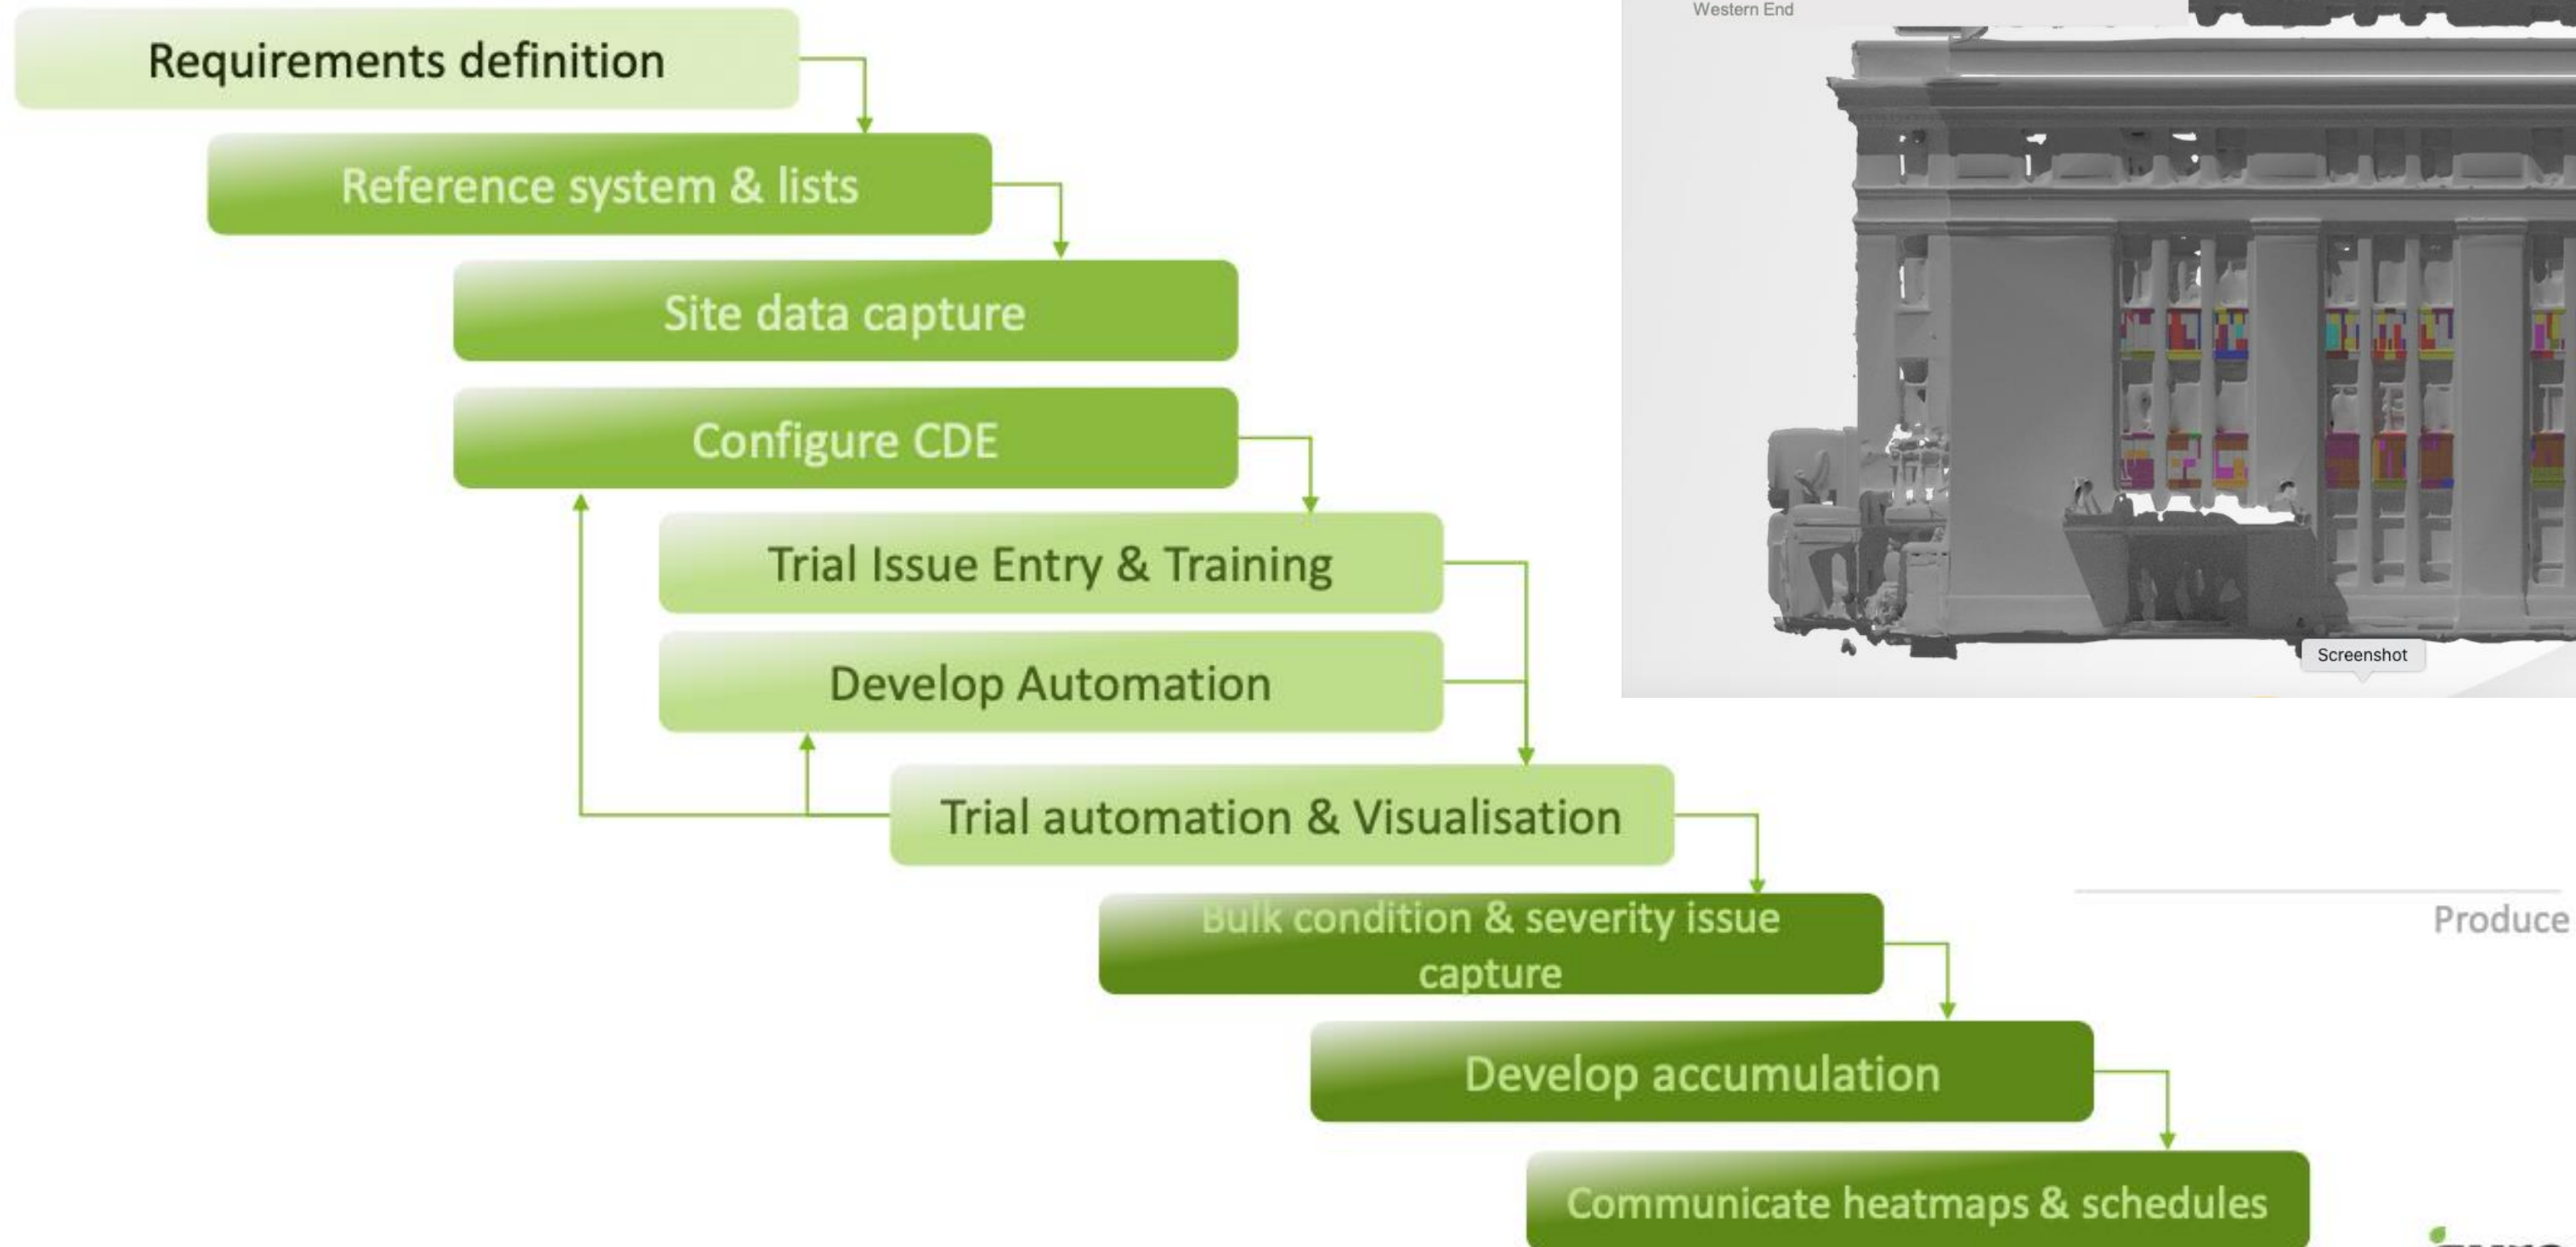 Requirements definition
Reference system & lists
Site data capture
Configure CDE
Trial Issue Entry & Training
Develop Automation
Trial automation & Visualisation
Bulk condition & severity issue
capture
Develop accumulation
Communicate heatmaps & schedules
Western End
Screenshot
Produce